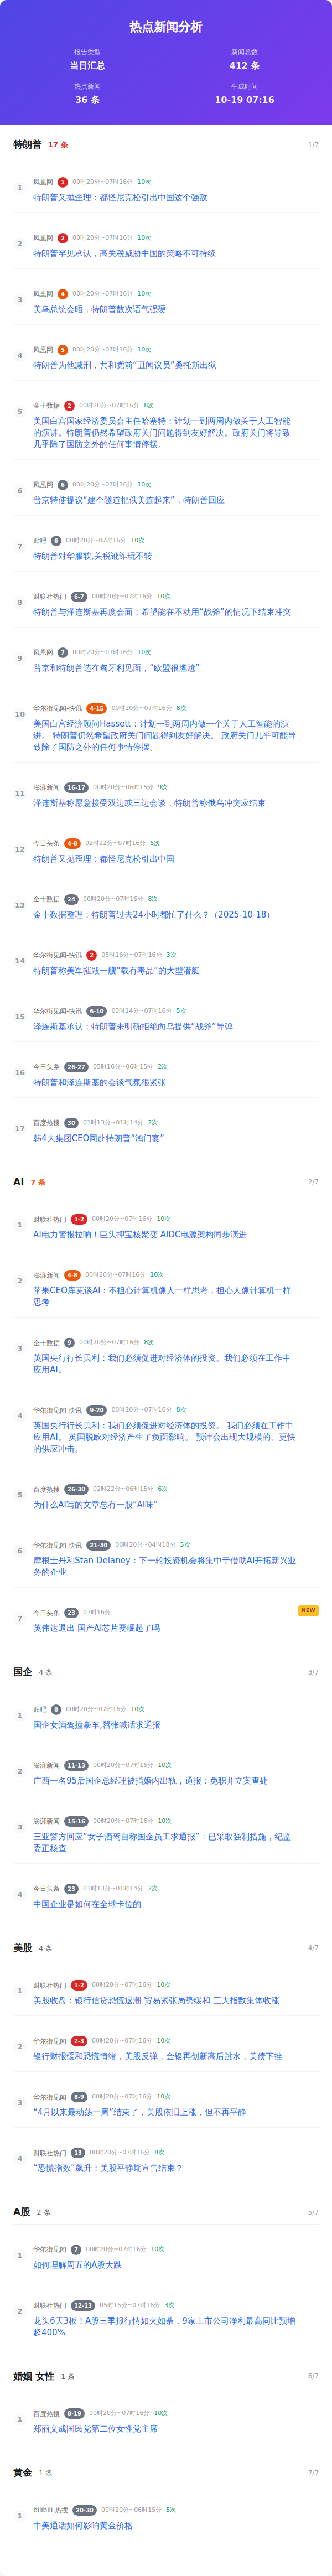 热点新闻分析
报告类型
当日汇总
新闻总数
412 条
热点新闻
36 条
生成时间
10-19 07:16
特朗普 17 条 1/7
1
凤凰网 1 00时20分~07时16分 10次
特朗普又抛歪理：都怪尼克松引出中国这个强敌
2
凤凰网 2 00时20分~07时16分 10次
特朗普罕见承认，高关税威胁中国的策略不可持续
3
凤凰网 4 00时20分~07时16分 10次
美乌总统会晤，特朗普数次语气强硬
4
凤凰网 5 00时20分~07时16分 10次
特朗普为他减刑，共和党前“丑闻议员”桑托斯出狱
5
金十数据 2 00时20分~07时16分 8次
美国白宫国家经济委员会主任哈塞特：计划一到两周内做关于人工智能
的演讲。特朗普仍然希望政府关门问题得到友好解决。政府关门将导致
几乎除了国防之外的任何事情停摆。
6
凤凰网 6 00时20分~07时16分 10次
普京特使提议“建个隧道把俄美连起来”，特朗普回应
7
贴吧 6 00时20分~07时16分 10次
特朗普对华服软,关税讹诈玩不转
8
财联社热门 6-7 00时20分~07时16分 10次
特朗普与泽连斯基再度会面：希望能在不动用“战斧”的情况下结束冲突
9
凤凰网 7 00时20分~07时16分 10次
普京和特朗普选在匈牙利见面，“欧盟很尴尬”
10
华尔街见闻-快讯 4-15 00时20分~07时16分 8次
美国白宫经济顾问Hassett：计划一到两周内做一个关于人工智能的演
讲。 特朗普仍然希望政府关门问题得到友好解决。 政府关门几乎可能导
致除了国防之外的任何事情停摆。
11
澎湃新闻 16-17 00时20分~06时15分 9次
泽连斯基称愿意接受双边或三边会谈，特朗普称俄乌冲突应结束
12
今日头条 4-8 02时22分~07时16分 5次
特朗普又抛歪理：都怪尼克松引出中国
13
金十数据 24 00时20分~07时16分 8次
金十数据整理：特朗普过去24小时都忙了什么？（2025-10-18）
14
华尔街见闻-快讯 2 05时16分~07时16分 3次
特朗普称美军摧毁一艘“载有毒品”的大型潜艇
15
华尔街见闻-快讯 6-10 03时14分~07时16分 5次
泽连斯基承认：特朗普未明确拒绝向乌提供“战斧”导弹
16
今日头条 26-27 05时16分~06时15分 2次
特朗普和泽连斯基的会谈气氛很紧张
17
百度热搜 30 01时13分~01时14分 2次
韩4大集团CEO同赴特朗普“鸿门宴”
AI 7 条 2/7
1
财联社热门 1-2 00时20分~07时16分 10次
AI电力警报拉响！巨头押宝核聚变 AIDC电源架构同步演进
2
澎湃新闻 4-8 00时20分~07时16分 10次
苹果CEO库克谈AI：不担心计算机像人一样思考，担心人像计算机一样
思考
3
金十数据 9 00时20分~07时16分 8次
英国央行行长贝利：我们必须促进对经济体的投资。我们必须在工作中
应用AI。
4
华尔街见闻-快讯 9-20 00时20分~07时16分 8次
英国央行行长贝利：我们必须促进对经济体的投资。 我们必须在工作中
应用AI。 英国脱欧对经济产生了负面影响。 预计会出现大规模的、更快
的供应冲击。
5
百度热搜 26-30 02时22分~06时15分 6次
为什么AI写的文章总有一股“AI味”
6
华尔街见闻-快讯 21-30 00时20分~04时18分 5次
摩根士丹利Stan Delaney：下一轮投资机会将集中于借助AI开拓新兴业
务的企业
7
今日头条 23 07时16分 NEW
英伟达退出 国产AI芯片要崛起了吗
国企 4 条 3/7
1
贴吧 8 00时20分~07时16分 10次
国企女酒驾撞豪车,嚣张喊话求通报
2
澎湃新闻 11-13 00时20分~07时16分 10次
广西一名95后国企总经理被指婚内出轨，通报：免职并立案查处
3
澎湃新闻 15-16 00时20分~07时16分 10次
三亚警方回应“女子酒驾自称国企员工求通报”：已采取强制措施，纪监
委正核查
4
今日头条 23 01时13分~01时14分 2次
中国企业是如何在全球卡位的
美股 4 条 4/7
1
财联社热门 1-2 00时20分~07时16分 10次
美股收盘：银行信贷恐慌退潮 贸易紧张局势缓和 三大指数集体收涨
2
华尔街见闻 2-3 00时20分~07时16分 10次
银行财报缓和恐慌情绪，美股反弹，金银再创新高后跳水，美债下挫
3
华尔街见闻 8-9 00时20分~07时16分 10次
“4月以来最动荡一周”结束了，美股依旧上涨，但不再平静
4
财联社热门 13 00时20分~07时16分 8次
“恐慌指数”飙升：美股平静期宣告结束？
A股 2 条 5/7
1
华尔街见闻 7 00时20分~07时16分 10次
如何理解周五的A股大跌
2
财联社热门 12-13 05时16分~07时16分 3次
龙头6天3板！A股三季报行情如火如荼，9家上市公司净利最高同比预增
超400%
婚姻 女性 1 条 6/7
1
百度热搜 8-19 00时20分~07时16分 10次
郑丽文成国民党第二位女性党主席
黄金 1 条 7/7
1
bilibili 热搜 20-30 00时20分~06时15分 5次
中美通话如何影响黄金价格